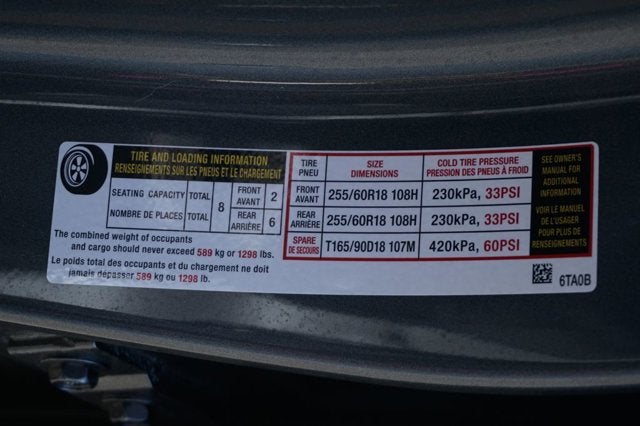 TIRE AND LOADING INFORMATION
RENSEIGNEMENTS SUR LES PNEUS ET LE CHARGEMENT
SEATING CAPACITY TOTAL 8 FRONT AVANT 2
NOMBRE DE PLACES TOTAL REAR ARRIÈRE 6
The combined weight of occupants
and cargo should never exceed 589 kg or 1298 lbs.
Le poids total des occupants et du chargement ne doit
jamais dépasser 589 kg ou 1298 lb.
TIRE PNEU SIZE DIMENSIONS COLD TIRE PRESSURE PRESSION DES PNEUS À FROID
FRONT AVANT 255/60R18 108H 230kPa, 33PSI
REAR ARRIÈRE 255/60R18 108H 230kPa, 33PSI
SPARE DE SECOURS T165/90D18 107M 420kPa, 60PSI
SEE OWNER'S
MANUAL FOR
ADDITIONAL
INFORMATION
VOIR LE MANUEL
DE L'USAGER
POUR PLUS DE
RENSEIGNEMENTS
6TA0B